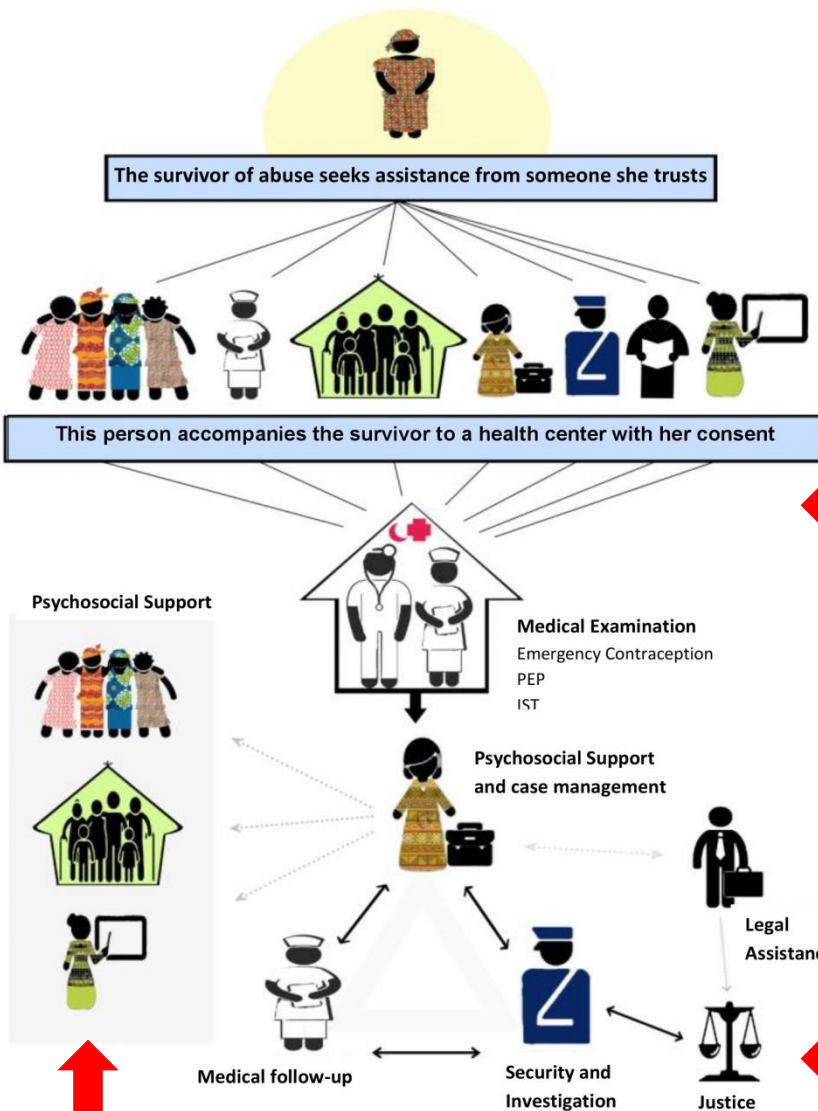 The survivor of abuse seeks assistance from someone she trusts
This person accompanies the survivor to a health center with her consent
Psychosocial Support
Medical Examination
Emergency Contraception
PEP
IST
Psychosocial Support
and case management
Legal
Assistanc
Medical follow-up
Security and
Investigation
Justice